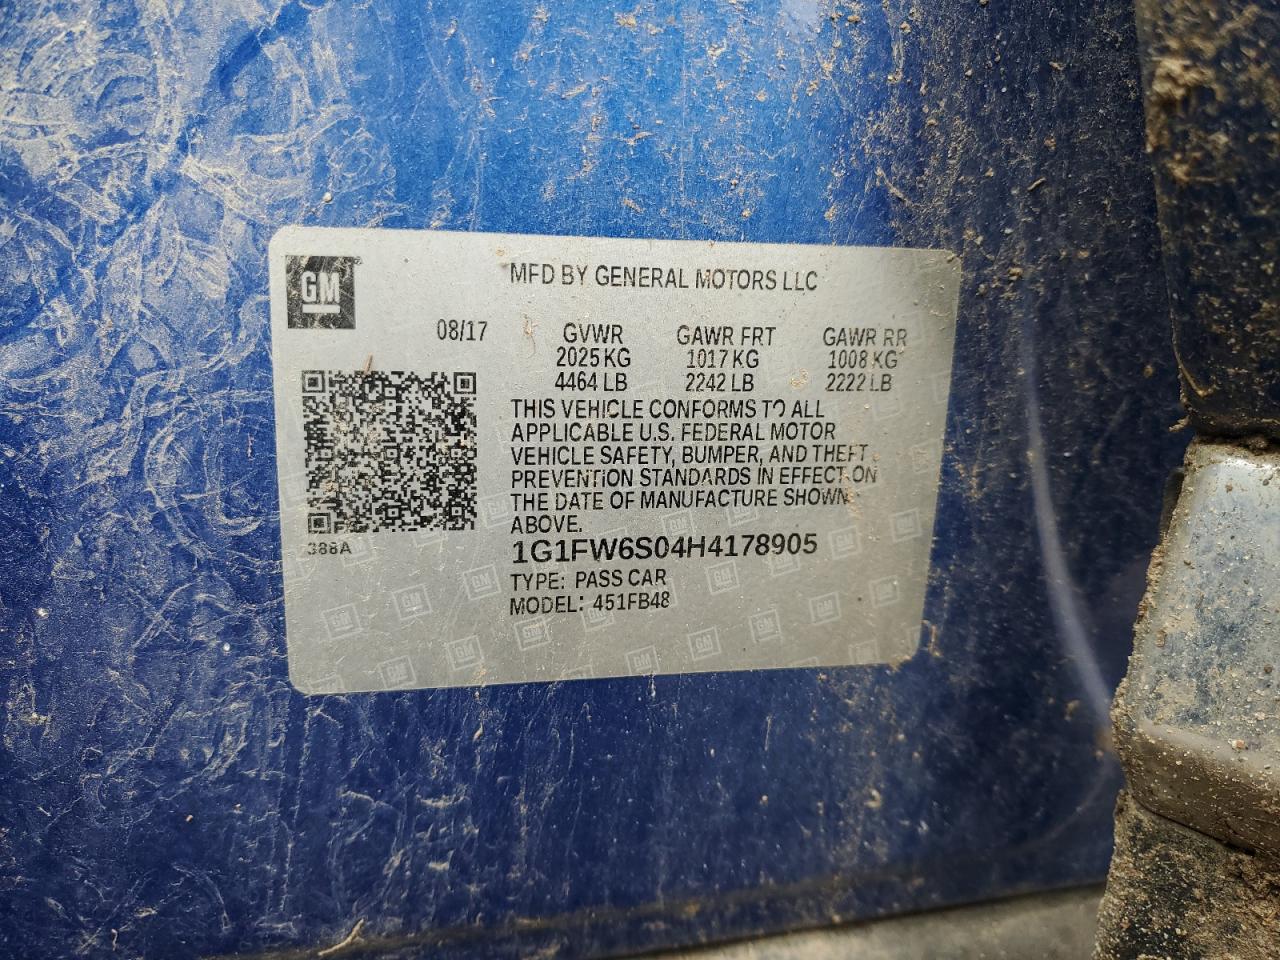 GM
MFD BY GENERAL MOTORS LLC
08/17 GVWR GAWR FRT GAWR RR
2025 KG 1017 KG 1008 KG
4464 LB 2242 LB 2222 LB
THIS VEHICLE CONFORMS TO ALL
APPLICABLE U.S. FEDERAL MOTOR
VEHICLE SAFETY, BUMPER, AND THEFT
PREVENTION STANDARDS IN EFFECT ON
THE DATE OF MANUFACTURE SHOWN
ABOVE.
388A
1G1FW6S04H4178905
TYPE: PASS CAR
MODEL: 451FB48